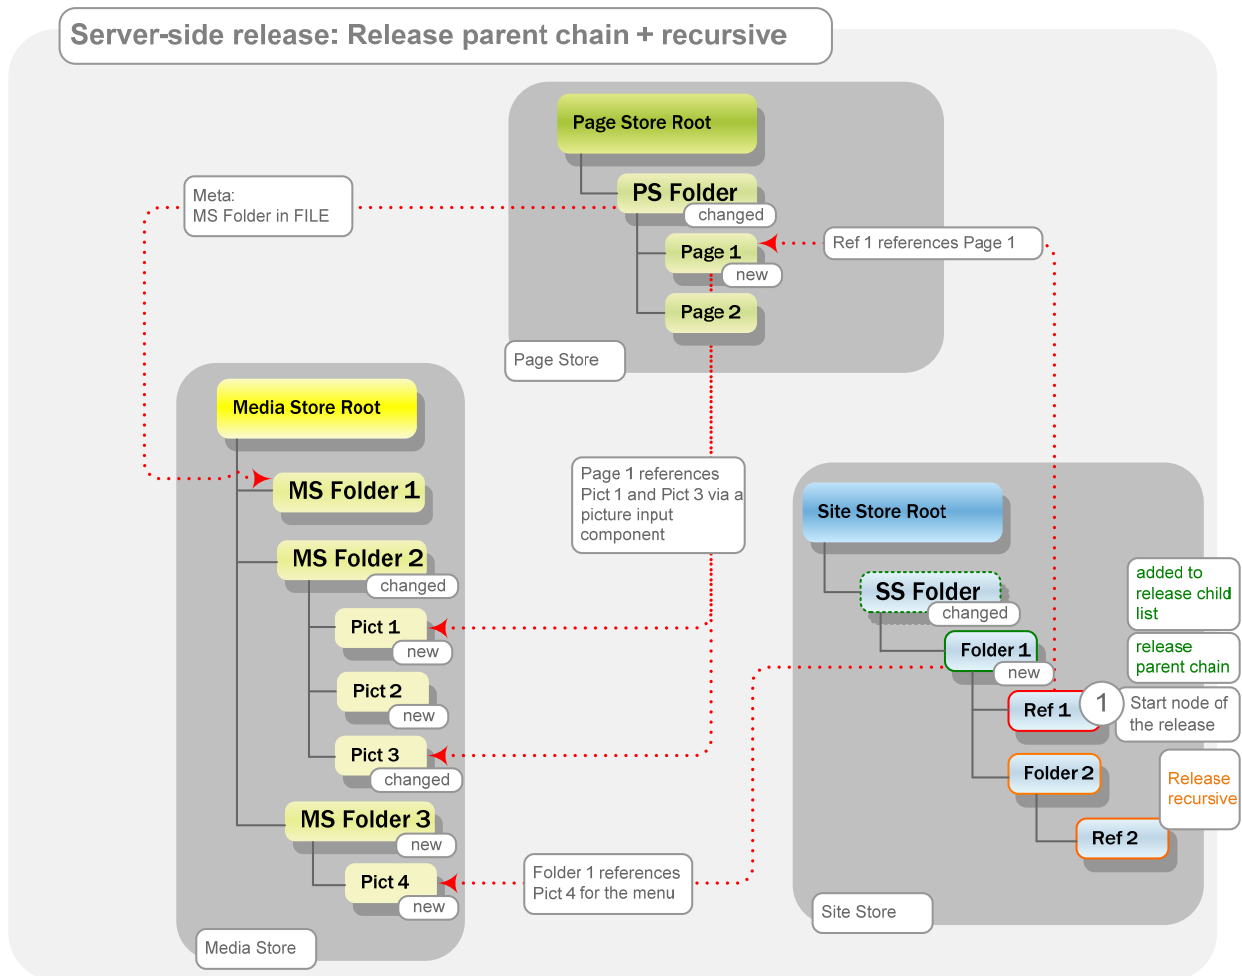 Server-side release: Release parent chain + recursive
Page Store Root
PS Folder
changed
Page 1
new
Page 2
Page Store
Meta:
MS Folder in FILE
Ref 1 references Page 1
Media Store Root
MS Folder 1
MS Folder 2
changed
Pict 1
new
Pict 2
new
Pict 3
changed
MS Folder 3
new
Pict 4
new
Media Store
Page 1 references
Pict 1 and Pict 3 via a
picture input
component
Folder 1 references
Pict 4 for the menu
Site Store Root
SS Folder
changed
Folder 1
new
Ref 1
1
Folder 2
Ref 2
Site Store
added to
release child
list
release
parent chain
Start node of
the release
Release
recursive